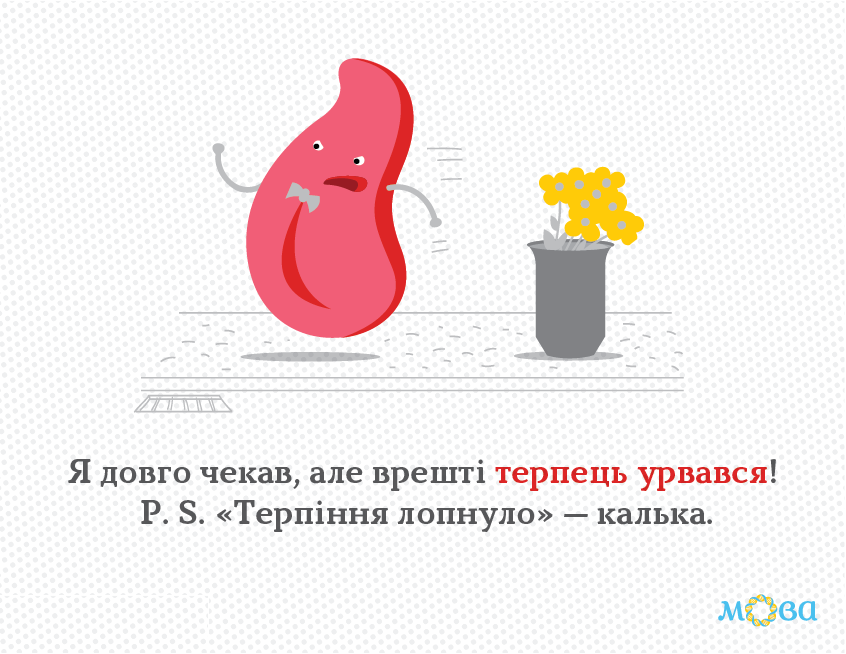 Я довго чекав, але врешті терпець урвався!
P. S. «Терпіння лопнуло» — калька.
мова